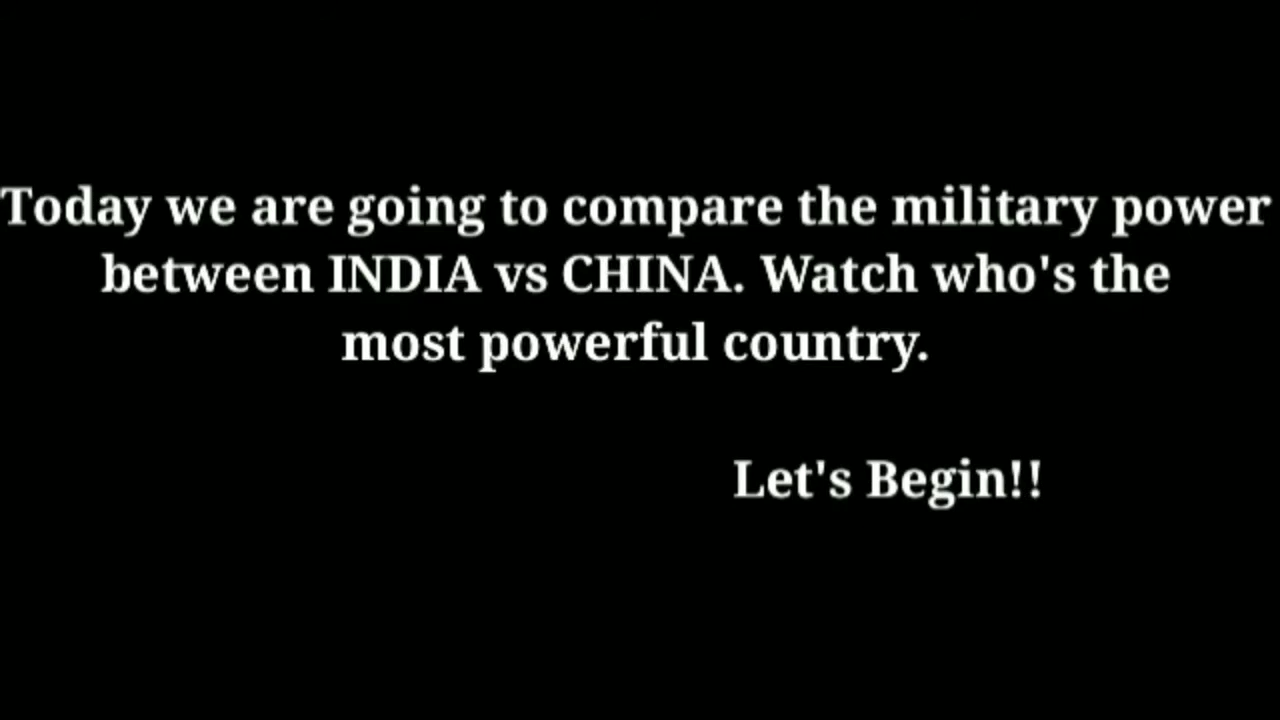 Today we are going to compare the military power
between INDIA vs CHINA. Watch who's the
most powerful country.
Let's Begin!!